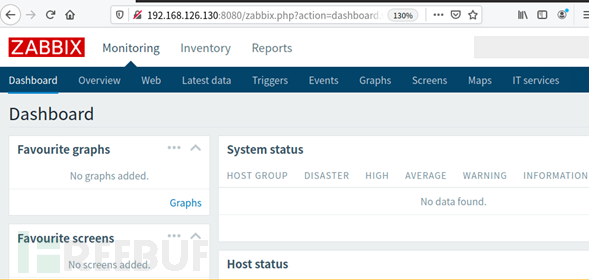 192.168.126.130:8080/zabbix.php?action=dashboard.
130%
ZABBIX Monitoring Inventory Reports
Dashboard Overview Web Latest data Triggers Events Graphs Screens Maps IT services
Dashboard
Favourite graphs
No graphs added.
Graphs
System status
HOST GROUP DISASTER HIGH AVERAGE WARNING INFORMATION
No data found.
Favourite screens
No screens added.
Host status
REEBUF